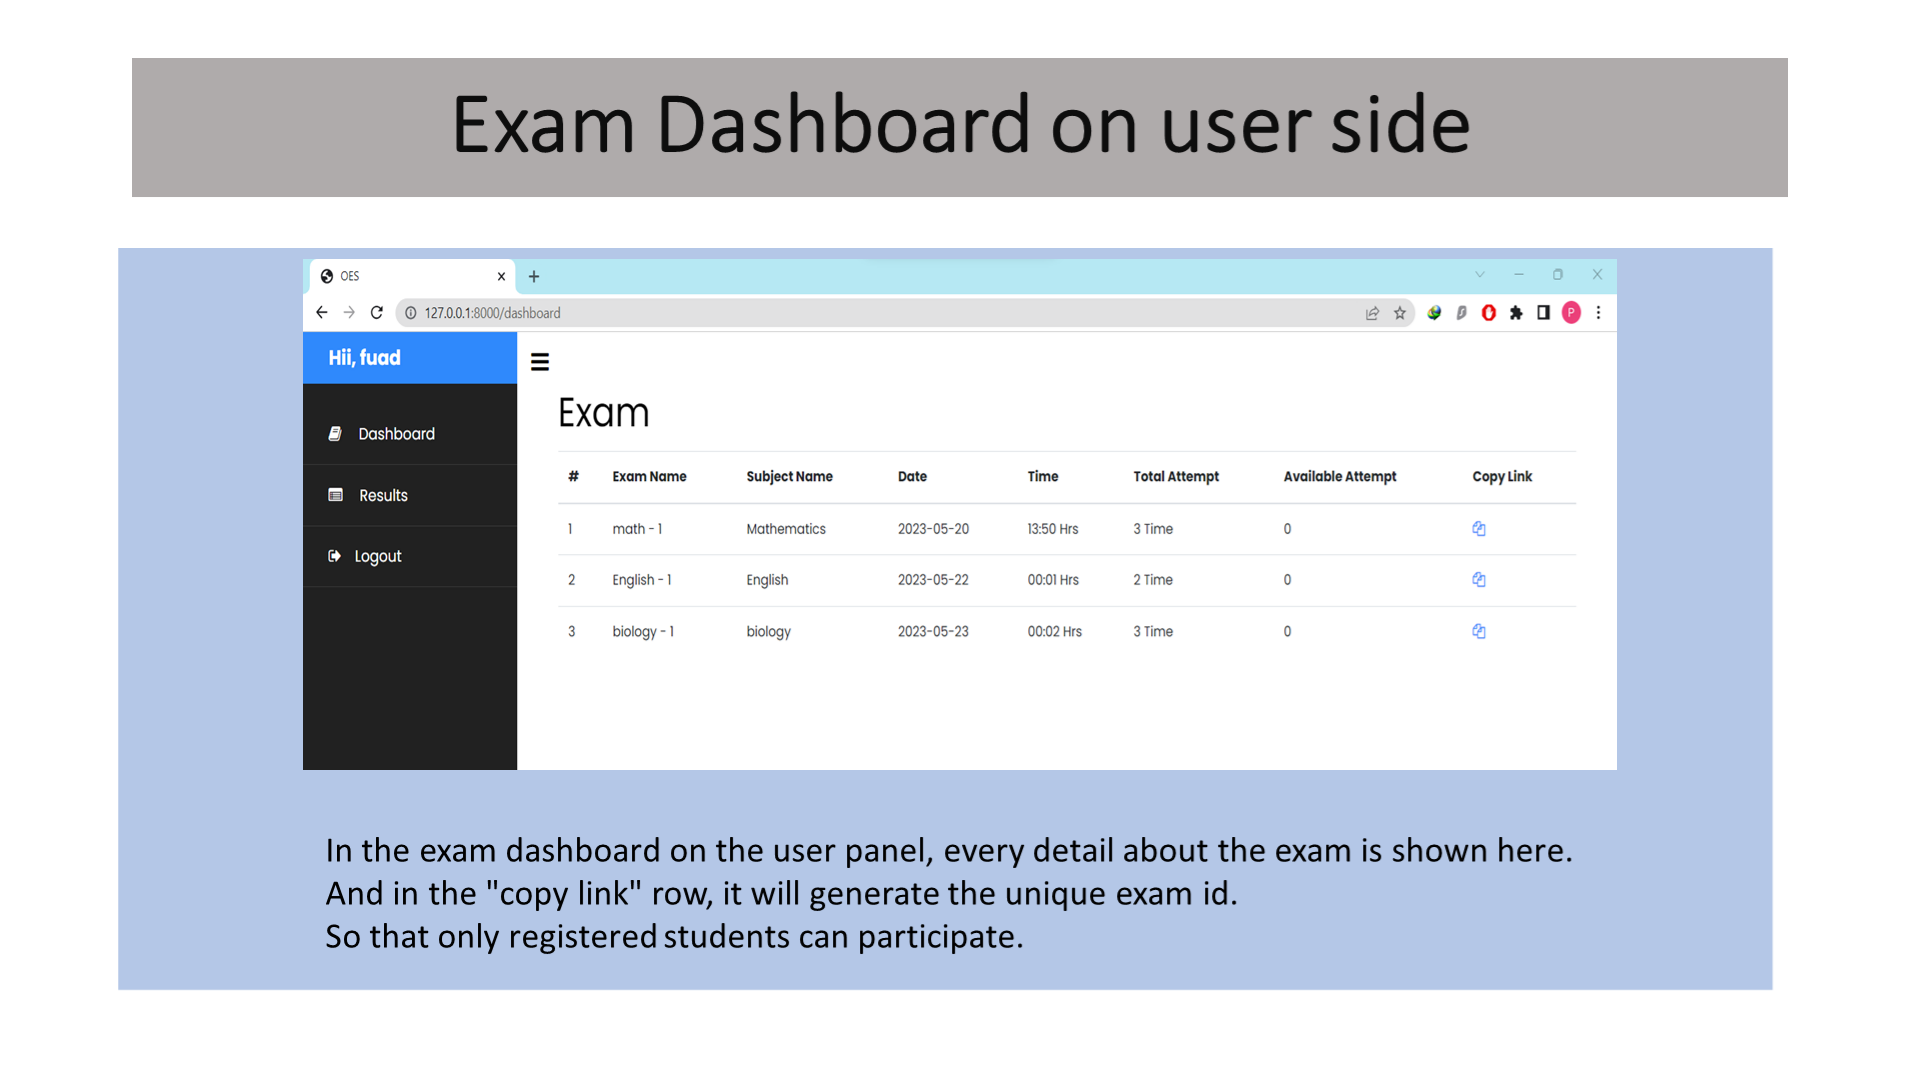 Exam Dashboard on user side
OES
127.0.0.1:8000/dashboard
P
Hii, fuad
Dashboard
Results
Logout
Exam
# Exam Name Subject Name Date Time Total Attempt Available Attempt Copy Link
1 math - 1 Mathematics 2023-05-20 13:50 Hrs 3 Time 0
2 English - 1 English 2023-05-22 00:01 Hrs 2 Time 0
3 biology - 1 biology 2023-05-23 00:02 Hrs 3 Time 0
In the exam dashboard on the user panel, every detail about the exam is shown here.
And in the "copy link" row, it will generate the unique exam id.
So that only registered students can participate.